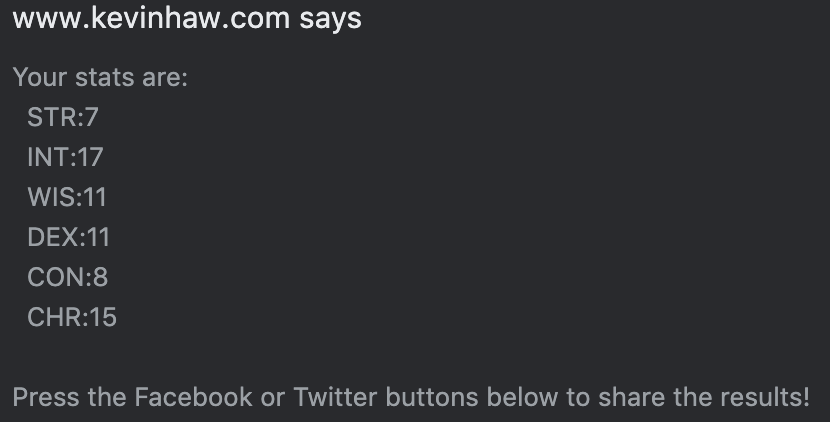 www.kevinhaw.com says
Your stats are:
STR:7
INT:17
WIS:11
DEX:11
CON:8
CHR:15
Press the Facebook or Twitter buttons below to share the results!